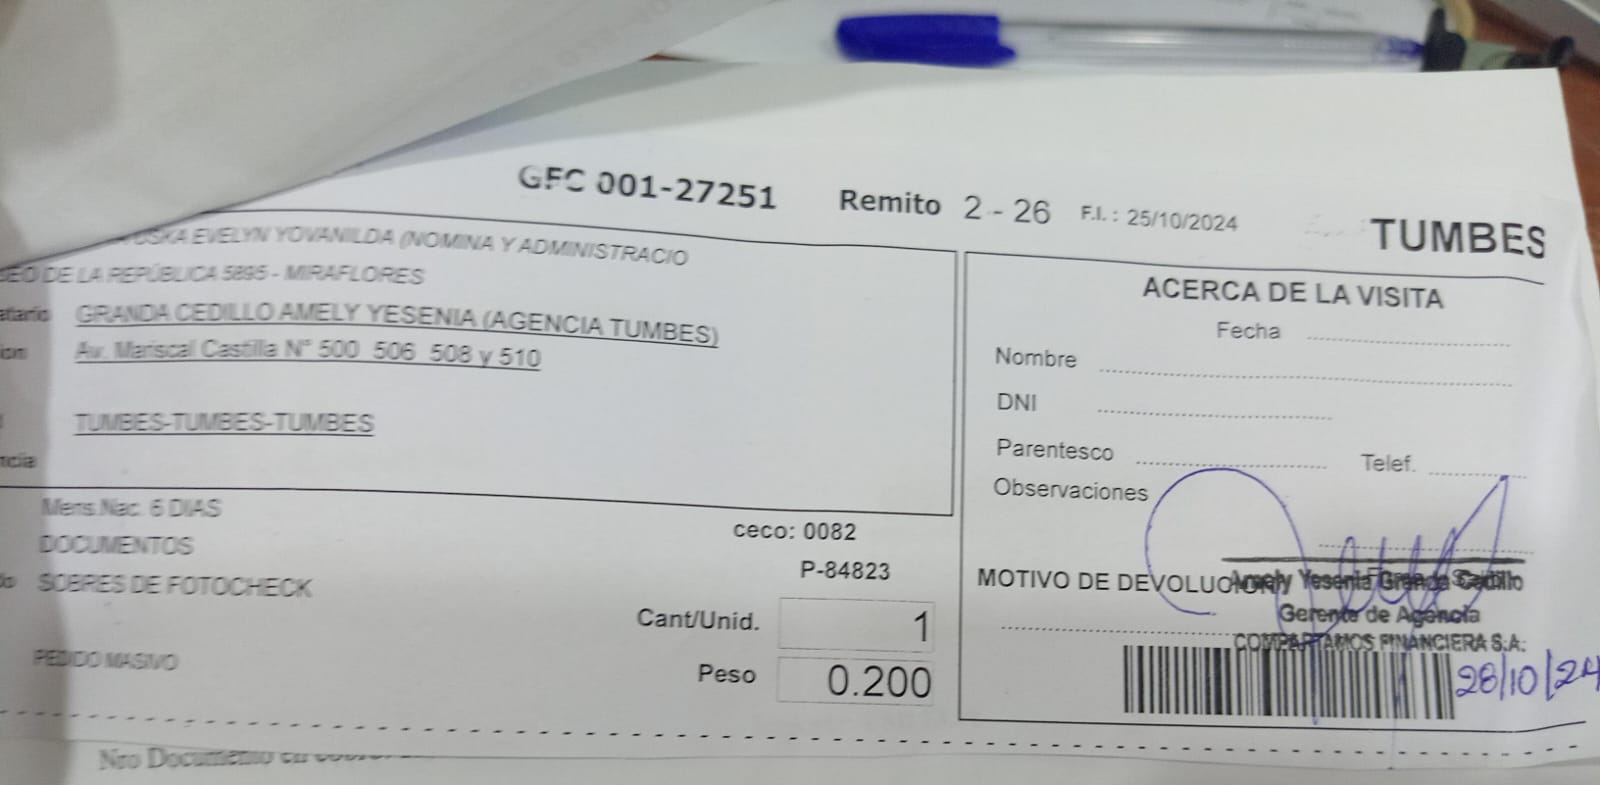 GFC 001-27251 Remito 2 - 26 F.I. : 25/10/2024 TUMBES
EVELYN YOVANILDA (NOMINA Y ADMINISTRACIO
DE LA REPÚBLICA 5895 - MIRAFLORES
GRANDA CEDILLO AMELY YESENIA (AGENCIA TUMBES)
Av. Mariscal Castilla N° 500 506 508 y 510
TUMBES-TUMBES-TUMBES
Mens.Nac. 6 DIAS
DOCUMENTOS
SOBRES DE FOTOCHECK
PEDIDO MASIVO
ceco: 0082
P-84823
Cant/Unid. 1
Peso 0.200
ACERCA DE LA VISITA
Fecha
Nombre
DNI
Parentesco Telef.
Observaciones
MOTIVO DE DEVOLUCION
Amely Yesenia Granda Cedillo
Gerente de Agencia
COMPARTAMOS FINANCIERA S.A.
28/10/24
Nro Documento en